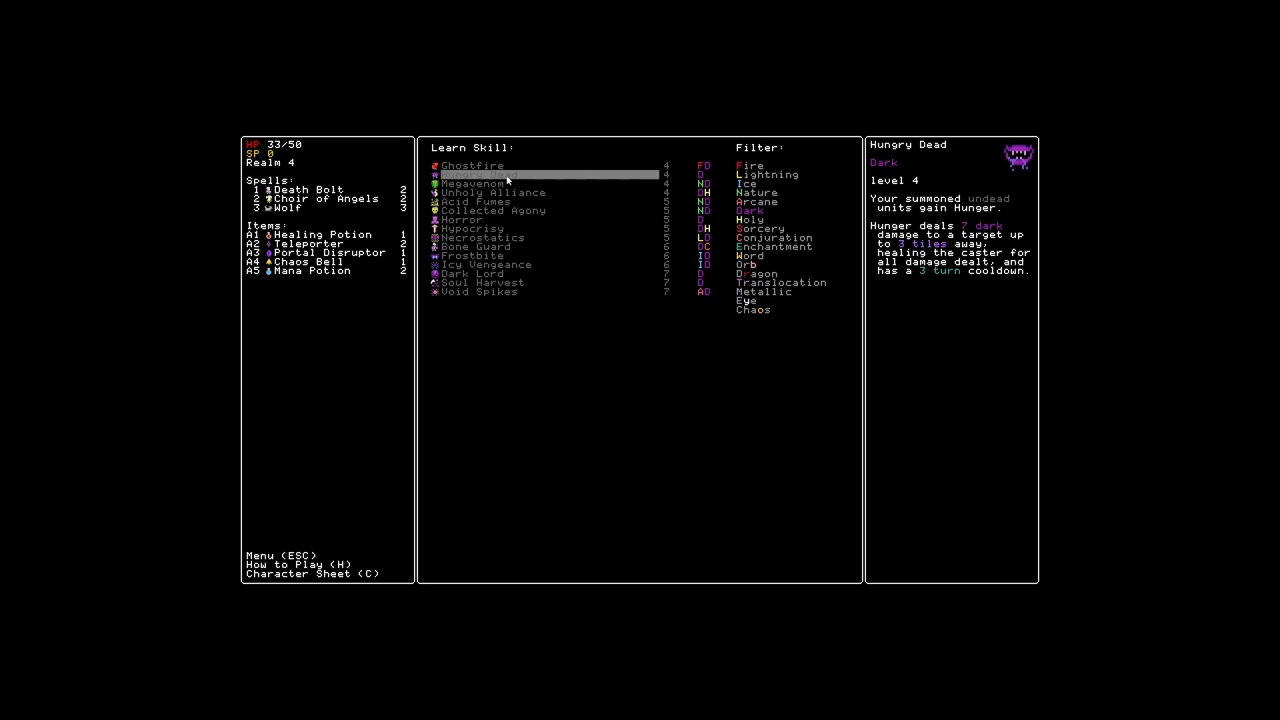 HP 33/50
SP 0
Realm 4
Spells:
1 Death Bolt 2
2 Choir of Angels 2
3 Wolf 3
Items:
A1 Healing Potion 1
A2 Teleporter 2
A3 Portal Disruptor 1
A4 Chaos Bell 1
A5 Mana Potion 2
Menu (ESC)
How to Play (H)
Character Sheet (C)
Learn Skill:
Ghostfire 4 FD
Hungry Dead 4 D
Megavenom 4 ND
Unholy Alliance 4 DH
Acid Fumes 5 ND
Collected Agony 5 ND
Horror 5 D
Hypocrisy 5 DH
Necrostatics 5 LD
Bone Guard 6 DC
Frostbite 6 ID
Icy Vengeance 6 ID
Dark Lord 7 D
Soul Harvest 7 D
Void Spikes 7 AD
Filter:
Fire
Lightning
Ice
Nature
Arcane
Dark
Holy
Sorcery
Conjuration
Enchantment
Word
Orb
Dragon
Translocation
Metallic
Eye
Chaos
Hungry Dead
Dark
level 4
Your summoned undead
units gain Hunger.
Hunger deals 7 dark
damage to a target up
to 3 tiles away,
healing the caster for
all damage dealt, and
has a 3 turn cooldown.